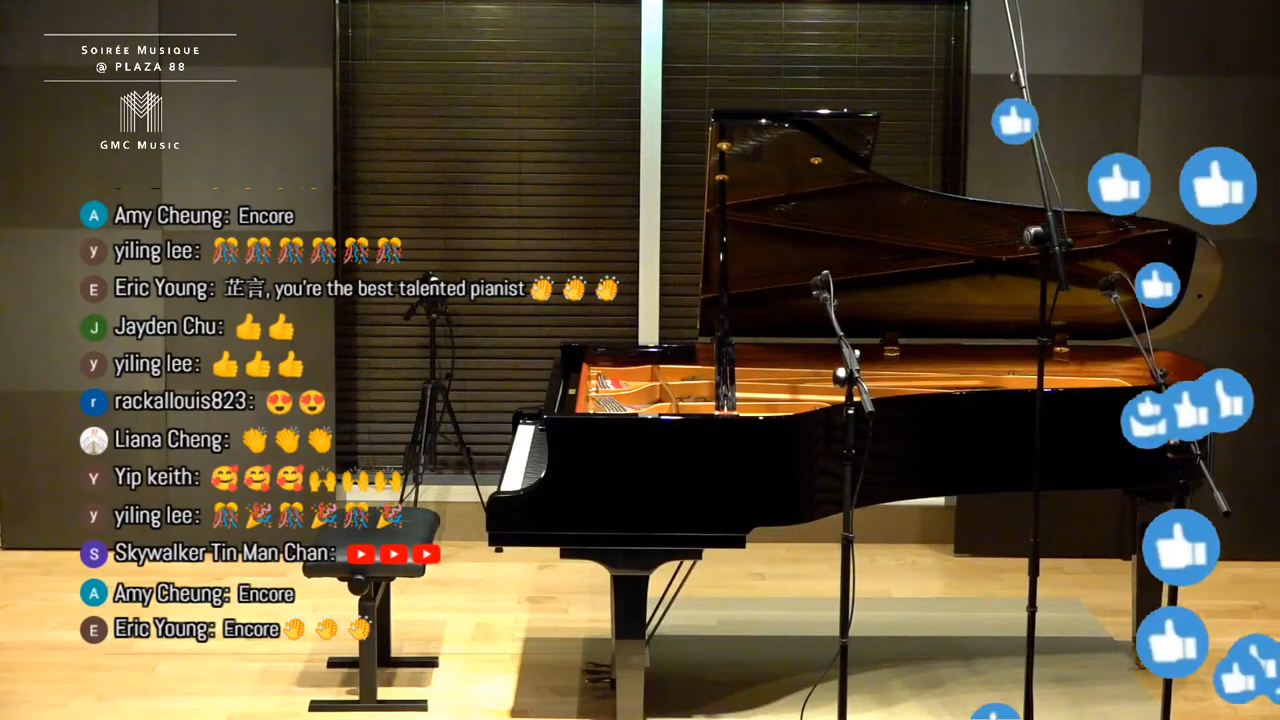 SOIRÉE MUSIQUE
@ PLAZA 88
GMC MUSIC
A Amy Cheung: Encore
y yiling lee: 🎊🎊🎊🎊🎊🎊
E Eric Young: 芷言, you're the best talented pianist👏👏👏
J Jayden Chu: 👍👍
y yiling lee: 👍👍👍
r rackallouis823: 😍😍
Liana Cheng: 👏👏👏
Y Yip keith: 🥰🥰🥰🙌🙌🙌
y yiling lee: 🎊🎉🎊🎉🎊🎉
S Skywalker Tin Man Chan:
A Amy Cheung: Encore
E Eric Young: Encore👏👏👏